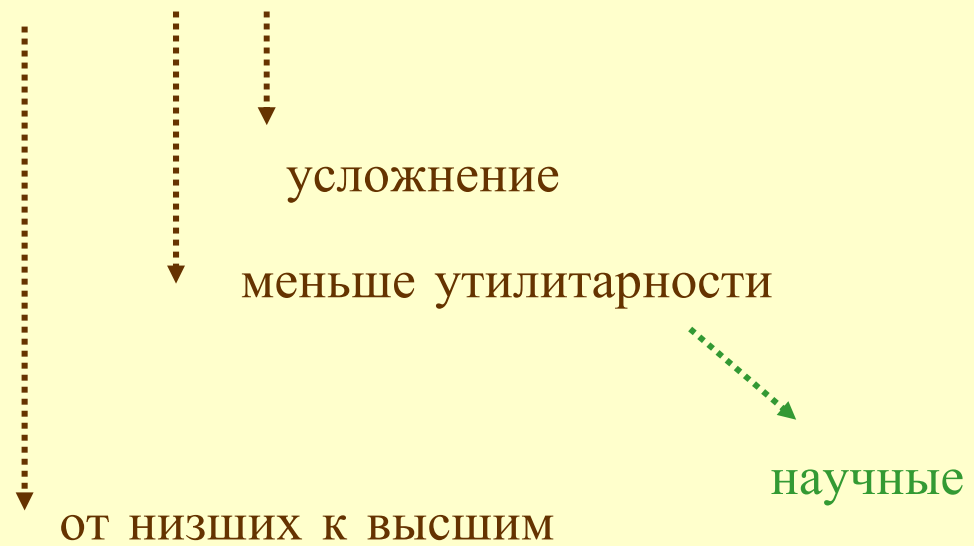 усложнение
меньше утилитарности
научные
от низших к высшим